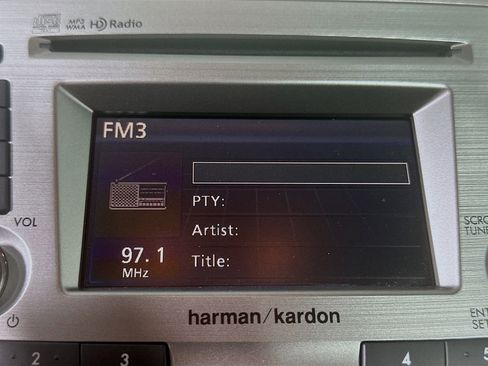 MP3
WMA
HD Radio
FM3
PTY:
Artist:
Title:
97.1
MHz
VOL
harman/kardon
2
3
4